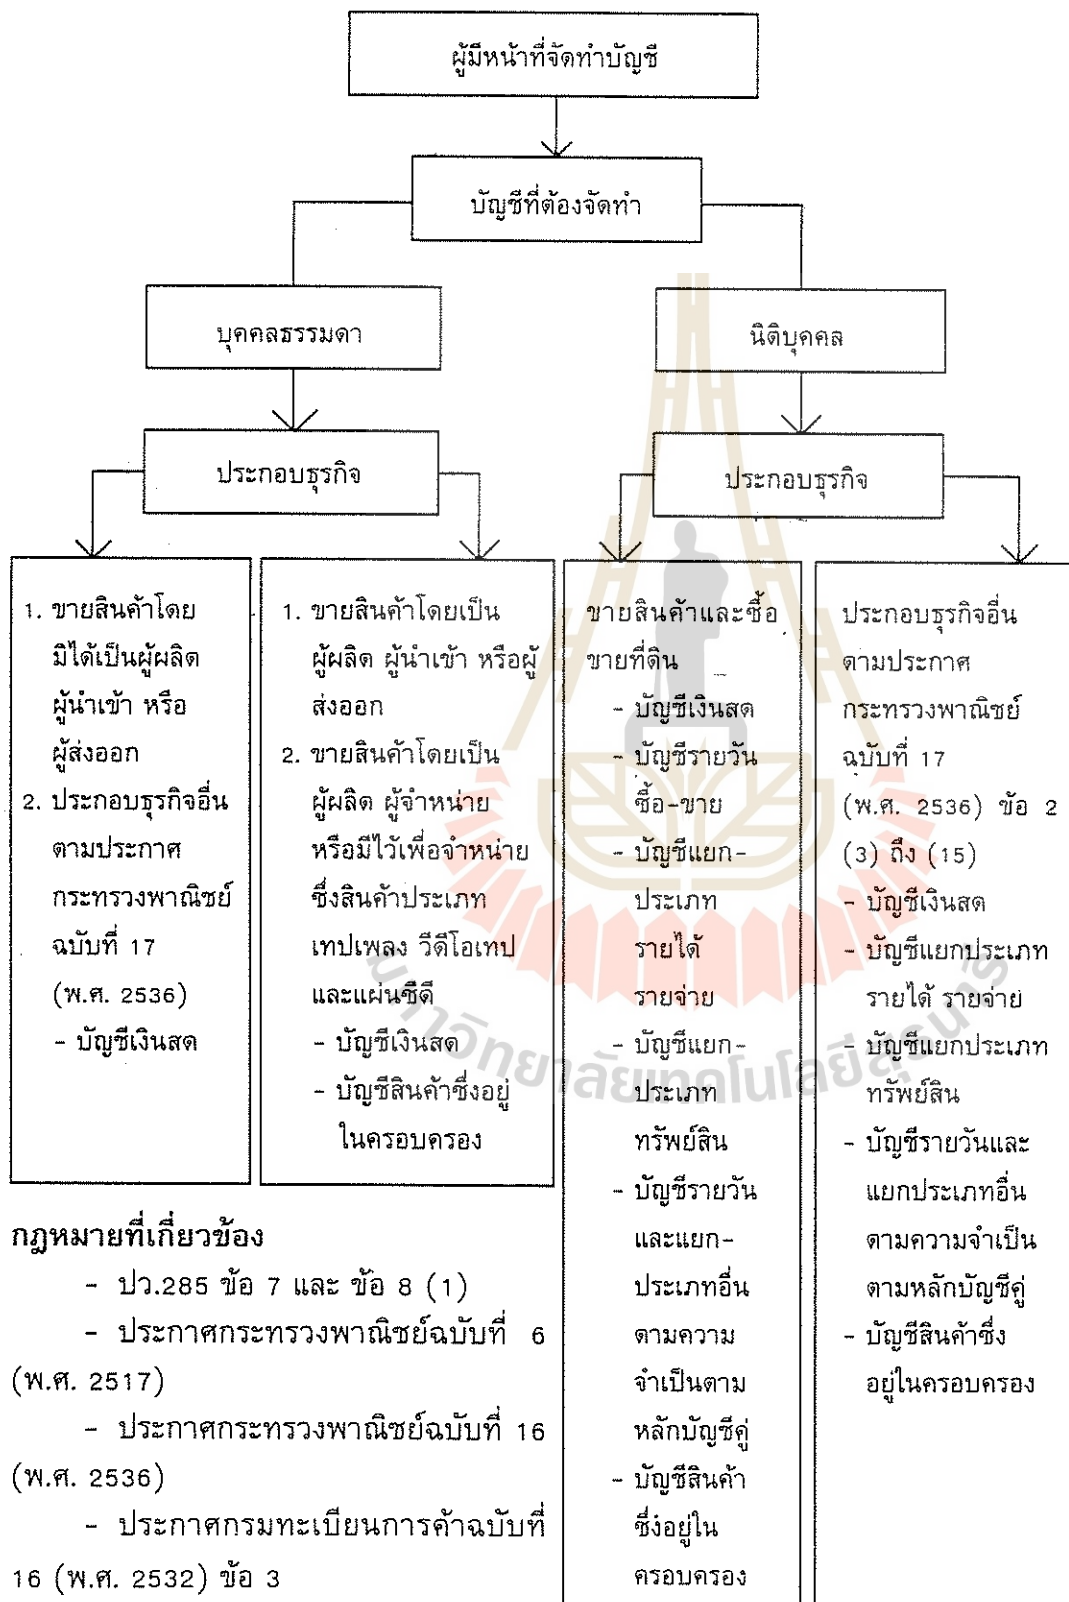 ผู้มีหน้าที่จัดทำบัญชี
บัญชีที่ต้องจัดทำ
บุคคลธรรมดา
นิติบุคคล
ประกอบธุรกิจ
ประกอบธุรกิจ
1. ขายสินค้าโดย
มิได้เป็นผู้ผลิต
ผู้นำเข้า หรือ
ผู้ส่งออก
2. ประกอบธุรกิจอื่น
ตามประกาศ
กระทรวงพาณิชย์
ฉบับที่ 17
(พ.ศ. 2536)
- บัญชีเงินสด
1. ขายสินค้าโดยเป็น
ผู้ผลิต ผู้นำเข้า หรือผู้
ส่งออก
2. ขายสินค้าโดยเป็น
ผู้ผลิต ผู้จำหน่าย
หรือมีไว้เพื่อจำหน่าย
ซึ่งสินค้าประเภท
เทปเพลง วีดีโอเทป
และแผ่นซีดี
- บัญชีเงินสด
- บัญชีสินค้าซึ่งอยู่
ในครอบครอง
ขายสินค้าและซื้อ
ขายที่ดิน
- บัญชีเงินสด
- บัญชีรายวัน
ซื้อ-ขาย
- บัญชีแยก-
ประเภท
รายได้
รายจ่าย
- บัญชีแยก-
ประเภท
ทรัพย์สิน
- บัญชีรายวัน
และแยก-
ประเภทอื่น
ตามความ
จำเป็นตาม
หลักบัญชีคู่
- บัญชีสินค้า
ซึ่งอยู่ใน
ครอบครอง
ประกอบธุรกิจอื่น
ตามประกาศ
กระทรวงพาณิชย์
ฉบับที่ 17
(พ.ศ. 2536) ข้อ 2
(3) ถึง (15)
- บัญชีเงินสด
- บัญชีแยกประเภท
รายได้ รายจ่าย
- บัญชีแยกประเภท
ทรัพย์สิน
- บัญชีรายวันและ
แยกประเภทอื่น
ตามความจำเป็น
ตามหลักบัญชีคู่
- บัญชีสินค้าซึ่ง
อยู่ในครอบครอง
กฎหมายที่เกี่ยวข้อง
- ปว.285 ข้อ 7 และ ข้อ 8 (1)
- ประกาศกระทรวงพาณิชย์ฉบับที่ 6
(พ.ศ. 2517)
- ประกาศกระทรวงพาณิชย์ฉบับที่ 16
(พ.ศ. 2536)
- ประกาศกรมทะเบียนการค้าฉบับที่
16 (พ.ศ. 2532) ข้อ 3
มหาวิทยาลัยเทคโนโลยีสุรนารี